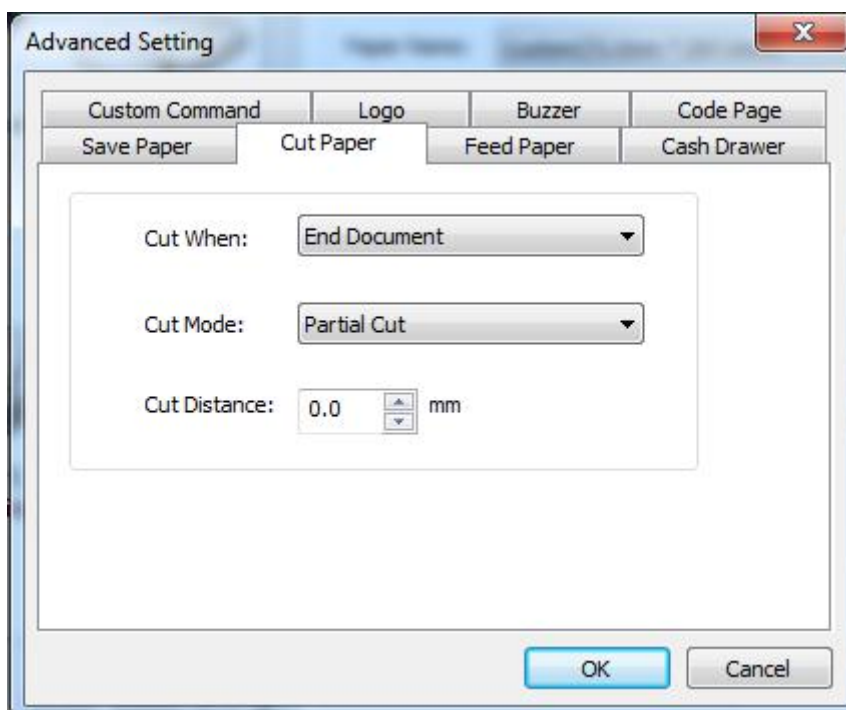 Advanced Setting
Custom Command Logo Buzzer Code Page
Save Paper Cut Paper Feed Paper Cash Drawer
Cut When: End Document
Cut Mode: Partial Cut
Cut Distance: 0.0 mm
OK Cancel